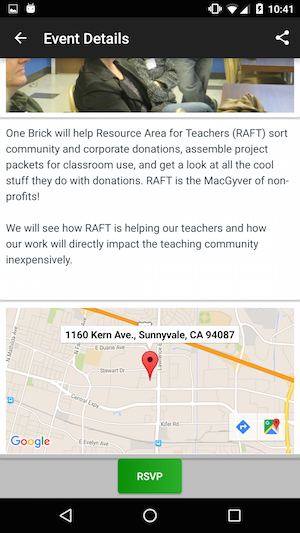 10:41
Event Details
One Brick will help Resource Area for Teachers (RAFT) sort
community and corporate donations, assemble project
packets for classroom use, and get a look at all the cool
stuff they do with donations. RAFT is the MacGyver of non-
profits!
We will see how RAFT is helping our teachers and how
our work will directly impact the teaching community
inexpensively.
1160 Kern Ave., Sunnyvale, CA 94087
E Duane Ave
N Mathilda Ave
Stewart Dr
Central Expy
Kifer Rd
E Evelyn Ave
Google
RSVP